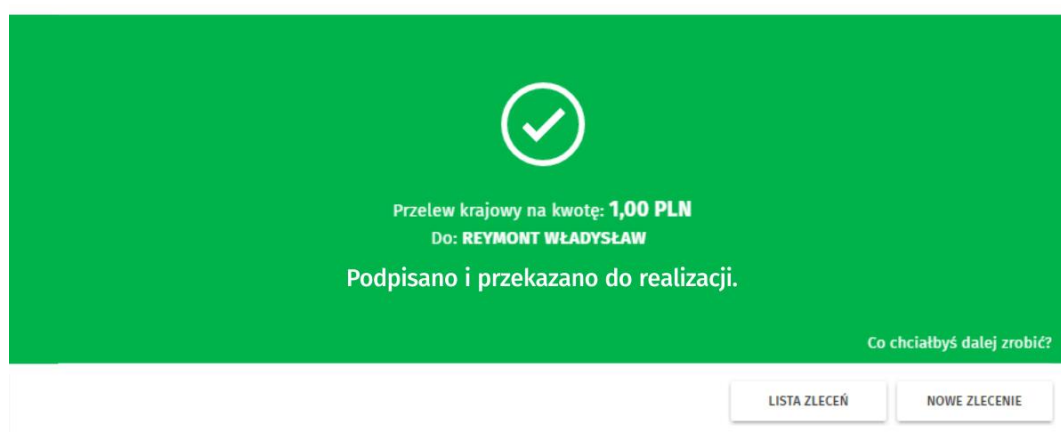 Przelew krajowy na kwotę: 1,00 PLN
Do: REYMONT WŁADYSŁAW
Podpisano i przekazano do realizacji.
Co chciałbyś dalej zrobić?
LISTA ZLECEŃ NOWE ZLECENIE